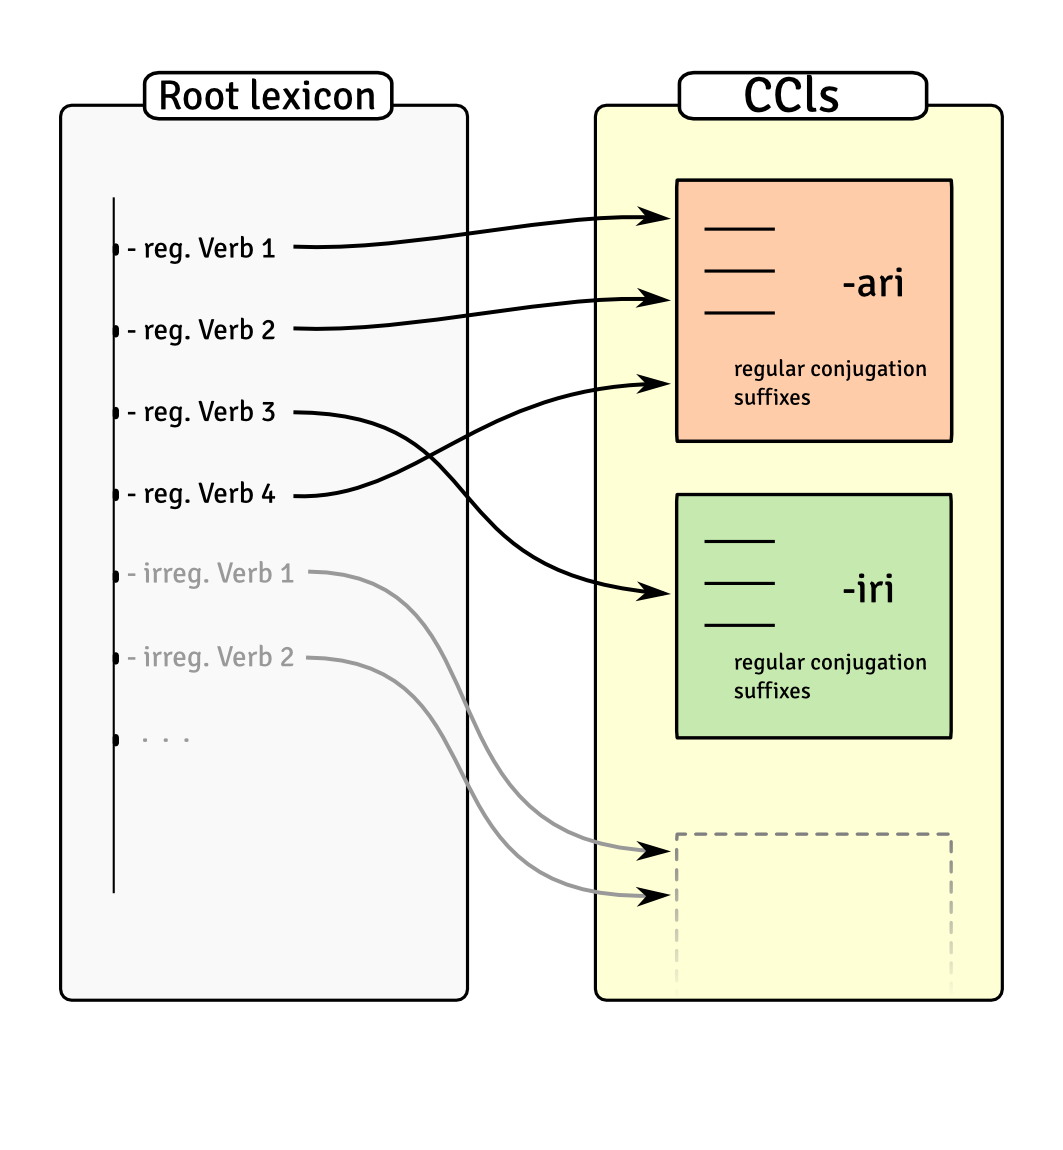 Root lexicon
- reg. Verb 1
- reg. Verb 2
- reg. Verb 3
- reg. Verb 4
- irreg. Verb 1
- irreg. Verb 2
. . .
CCls
-ari
regular conjugation
suffixes
-iri
regular conjugation
suffixes